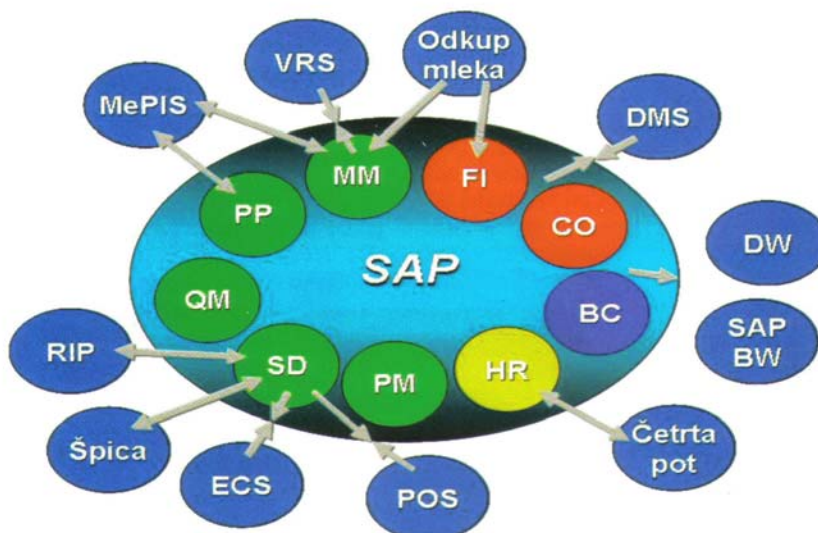 VRS
Odkup
mleka
MePIS
DMS
MM
FI
PP
CO
DW
SAP
QM
BC
SAP
BW
RIP
SD
PM
HR
Špica
Četrta
pot
ECS
POS